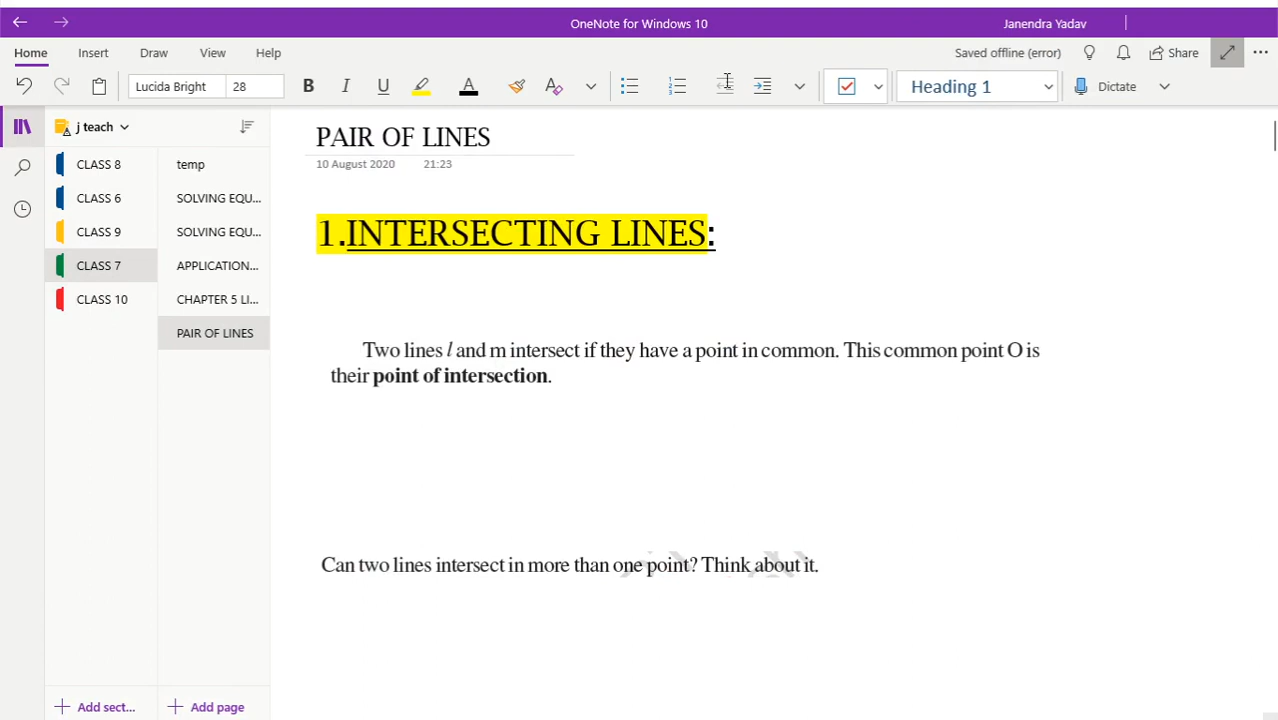 OneNote for Windows 10
Janendra Yadav
Home Insert Draw View Help
Saved offline (error)
Share
Lucida Bright 28 B I U A A Heading 1 Dictate
j teach
CLASS 8
CLASS 6
CLASS 9
CLASS 7
CLASS 10
Add sect...
temp
SOLVING EQU...
SOLVING EQU...
APPLICATION...
CHAPTER 5 LI...
PAIR OF LINES
Add page
PAIR OF LINES
10 August 2020 21:23
1.INTERSECTING LINES:
Two lines l and m intersect if they have a point in common. This common point O is
their point of intersection.
Can two lines intersect in more than one point? Think about it.